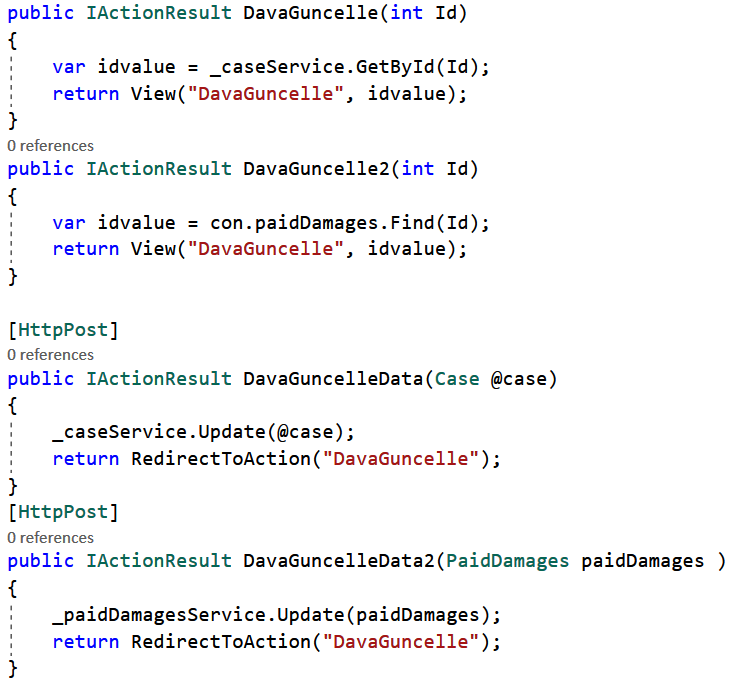 public IActionResult DavaGuncelle(int Id)
{
    var idvalue = _caseService.GetById(Id);
    return View("DavaGuncelle", idvalue);
}
0 references
public IActionResult DavaGuncelle2(int Id)
{
    var idvalue = con.paidDamages.Find(Id);
    return View("DavaGuncelle", idvalue);
}
[HttpPost]
0 references
public IActionResult DavaGuncelleData(Case @case)
{
    _caseService.Update(@case);
    return RedirectToAction("DavaGuncelle");
}
[HttpPost]
0 references
public IActionResult DavaGuncelleData2(PaidDamages paidDamages )
{
    _paidDamagesService.Update(paidDamages);
    return RedirectToAction("DavaGuncelle");
}